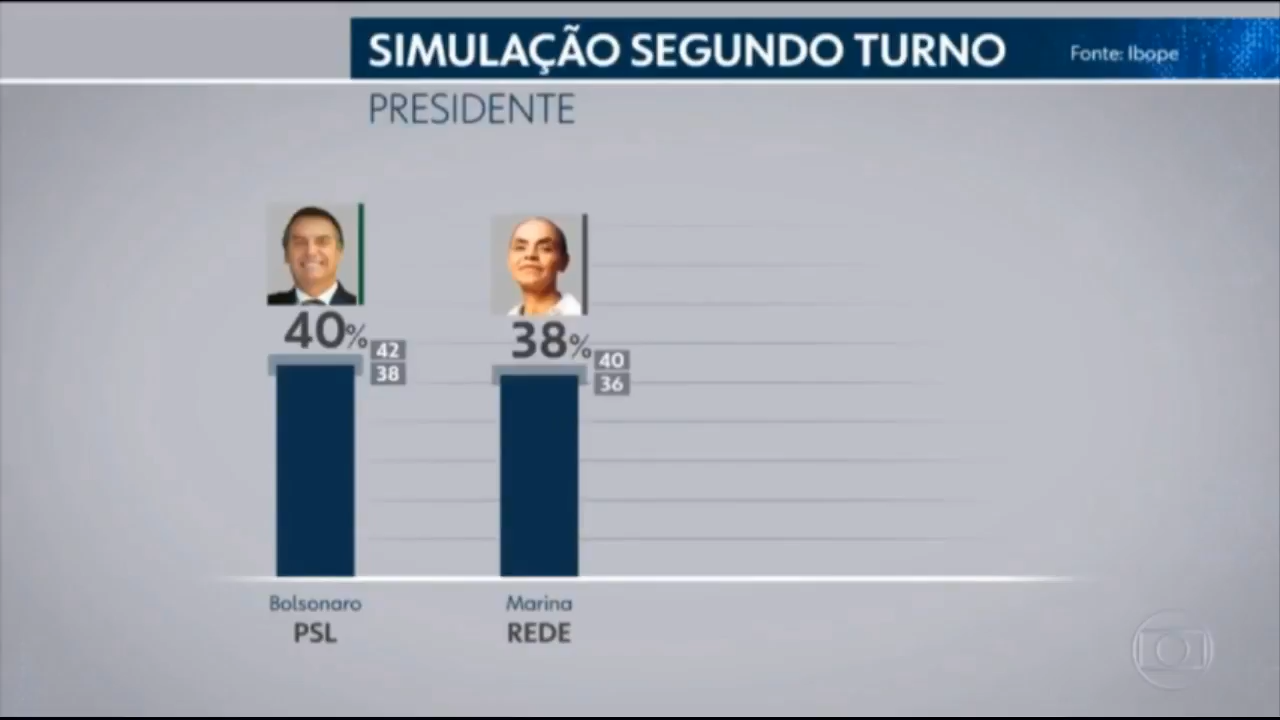 SIMULAÇÃO SEGUNDO TURNO
Fonte: Ibope
PRESIDENTE
40%
42
38
38%
40
36
Bolsonaro
PSL
Marina
REDE